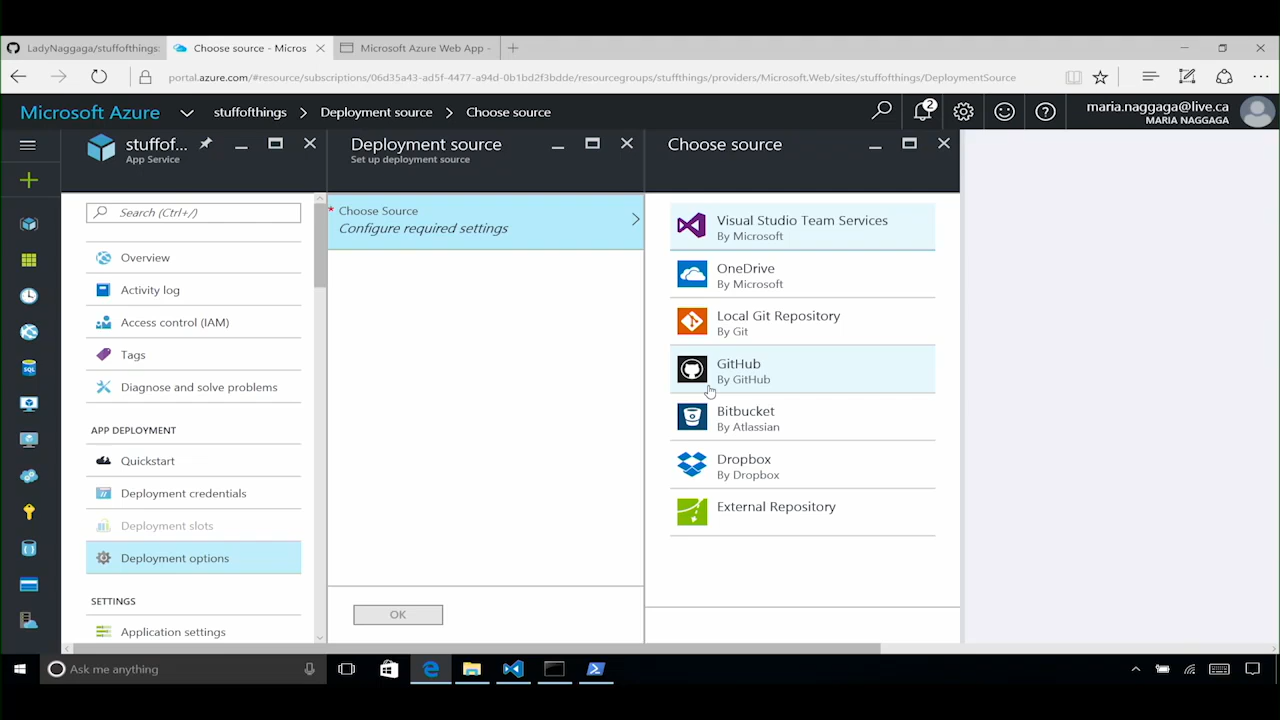 LadyNaggaga/stuffofthings:
Choose source - Micros
Microsoft Azure Web App -
portal.azure.com/#resource/subscriptions/06d35a43-ad5f-4477-a94d-0b1bd2f3bdde/resourcegroups/stuffthings/providers/Microsoft.Web/sites/stuffofthings/DeploymentSource
Microsoft Azure
stuffofthings > Deployment source > Choose source
2
maria.naggaga@live.ca
MARIA NAGGAGA
stuffof...
App Service
Search (Ctrl+/)
Overview
Activity log
Access control (IAM)
Tags
Diagnose and solve problems
APP DEPLOYMENT
Quickstart
Deployment credentials
Deployment slots
Deployment options
SETTINGS
Application settings
Deployment source
Set up deployment source
* Choose Source
Configure required settings
OK
Choose source
Visual Studio Team Services
By Microsoft
OneDrive
By Microsoft
Local Git Repository
By Git
GitHub
By GitHub
Bitbucket
By Atlassian
Dropbox
By Dropbox
External Repository
Ask me anything